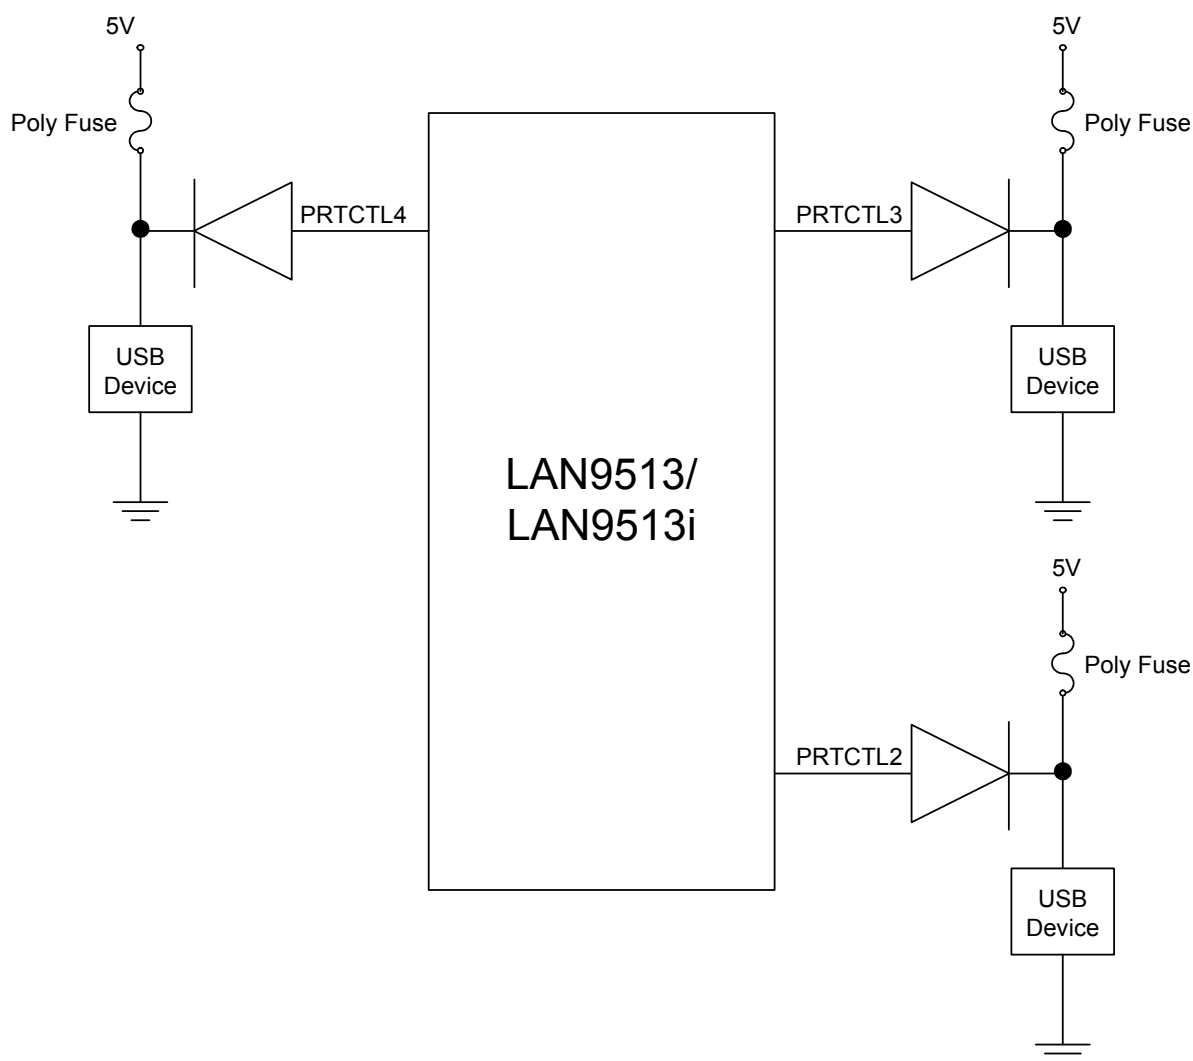 5V
Poly Fuse
PRTCTL4
USB
Device
LAN9513/
LAN9513i
5V
Poly Fuse
PRTCTL3
USB
Device
5V
Poly Fuse
PRTCTL2
USB
Device